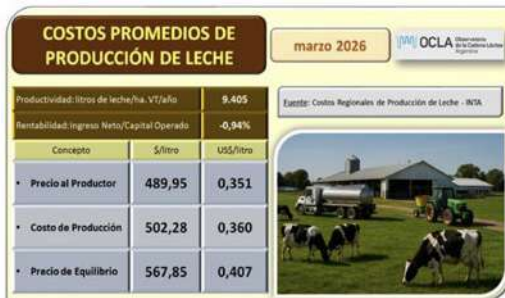 COSTOS PROMEDIOS DE
PRODUCCIÓN DE LECHE
marzo 2026
OCLA Observatorio
de la Cadena Láctea
Argentina
Productividad: litros de leche/ha. VT/año 9.405
Rentabilidad: Ingreso Neto/Capital Operado -0,94%
Fuente: Costos Regionales de Producción de Leche - INTA
Concepto $/litro US$/litro
• Precio al Productor 489,95 0,351
• Costo de Producción 502,28 0,360
• Precio de Equilibrio 567,85 0,407